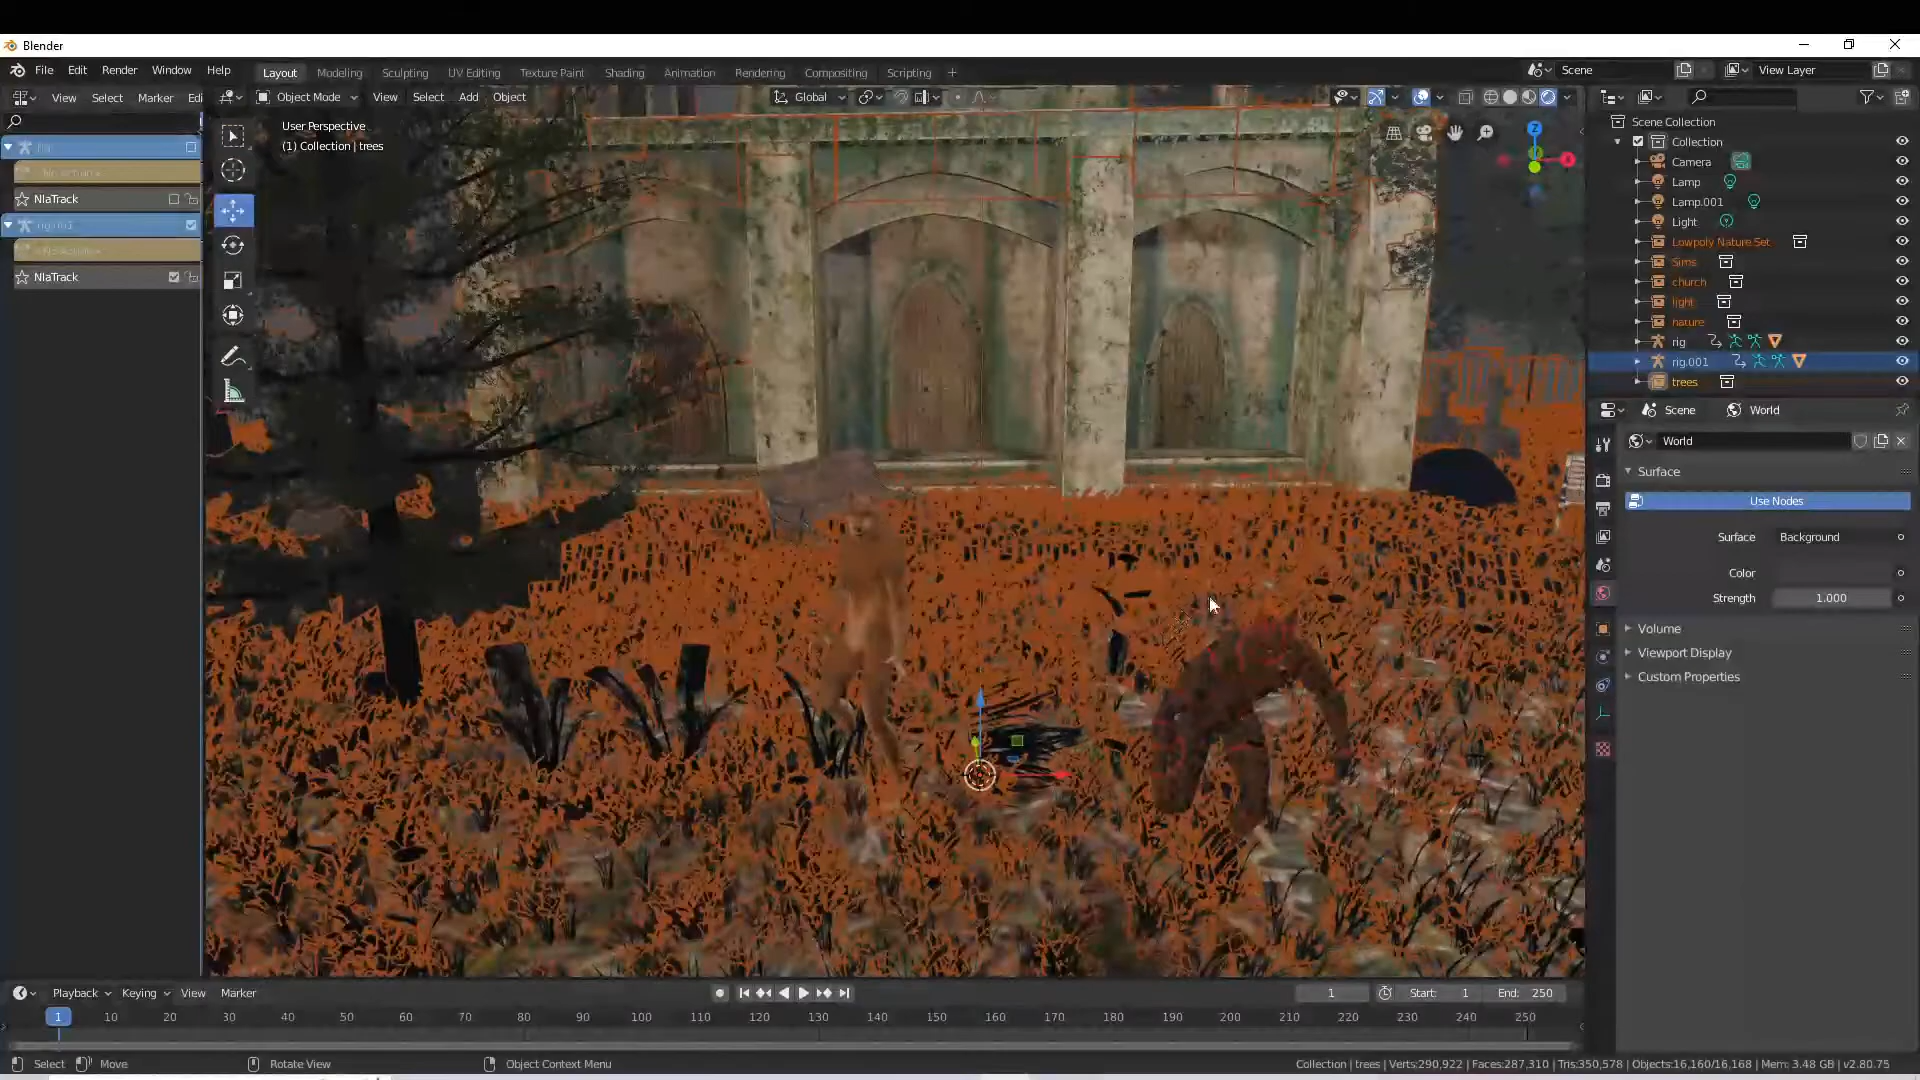 Blender
File Edit Render Window Help
Layout Modeling Sculpting UV Editing Texture Paint Shading Animation Rendering Compositing Scripting +
Scene
View Layer
View Select Marker Edi
Object Mode View Select Add Object
Global
User Perspective
(1) Collection | trees
NlaTrack
rig.001
NlaTrack
Z
X
Scene Collection
Collection
Camera
Lamp
Lamp.001
Light
Lowpoly Nature Set
Sims
church
light
nature
rig
rig.001
trees
Scene World
World
Surface
Use Nodes
Surface Background
Color
Strength 1.000
Volume
Viewport Display
Custom Properties
Playback Keying View Marker
1 Start: 1 End: 250
1 10 20 30 40 50 60 70 80 90 100 110 120 130 140 150 160 170 180 190 200 210 220 230 240 250
Select Move Rotate View Object Context Menu
Collection | trees | Verts:290,922 | Faces:287,310 | Tris:350,578 | Objects:16,160/16,168 | Mem: 3.48 GB | v2.80.75